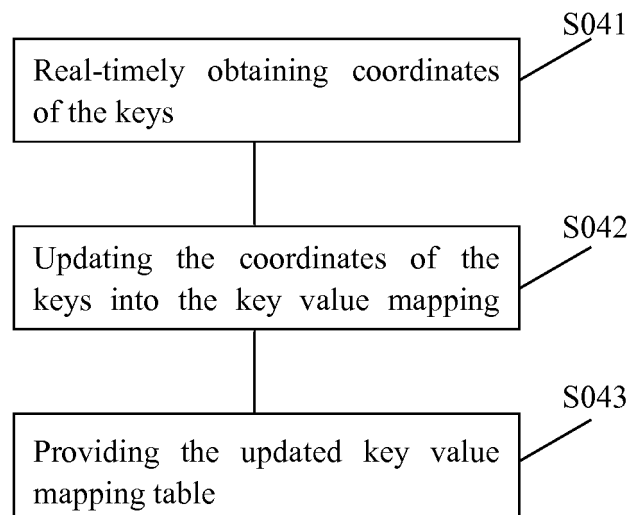 S041
Real-timely obtaining coordinates
of the keys
S042
Updating the coordinates of the
keys into the key value mapping
S043
Providing the updated key value
mapping table